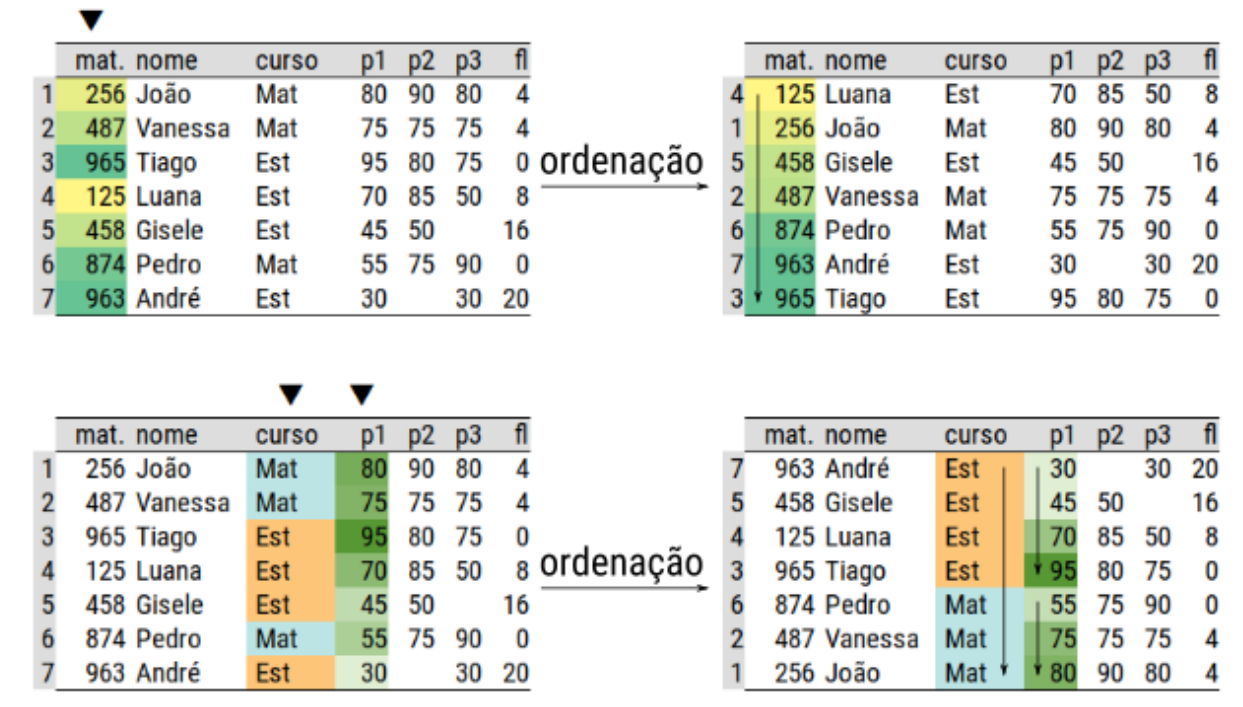 mat. nome curso p1 p2 p3 fl
1 256 João Mat 80 90 80 4
2 487 Vanessa Mat 75 75 75 4
3 965 Tiago Est 95 80 75 0
4 125 Luana Est 70 85 50 8
5 458 Gisele Est 45 50 16
6 874 Pedro Mat 55 75 90 0
7 963 André Est 30 30 20
ordenação
mat. nome curso p1 p2 p3 fl
4 125 Luana Est 70 85 50 8
1 256 João Mat 80 90 80 4
5 458 Gisele Est 45 50 16
2 487 Vanessa Mat 75 75 75 4
6 874 Pedro Mat 55 75 90 0
7 963 André Est 30 30 20
3 965 Tiago Est 95 80 75 0
mat. nome curso p1 p2 p3 fl
1 256 João Mat 80 90 80 4
2 487 Vanessa Mat 75 75 75 4
3 965 Tiago Est 95 80 75 0
4 125 Luana Est 70 85 50 8
5 458 Gisele Est 45 50 16
6 874 Pedro Mat 55 75 90 0
7 963 André Est 30 30 20
ordenação
mat. nome curso p1 p2 p3 fl
7 963 André Est 30 30 20
5 458 Gisele Est 45 50 16
4 125 Luana Est 70 85 50 8
3 965 Tiago Est 95 80 75 0
6 874 Pedro Mat 55 75 90 0
2 487 Vanessa Mat 75 75 75 4
1 256 João Mat 80 90 80 4